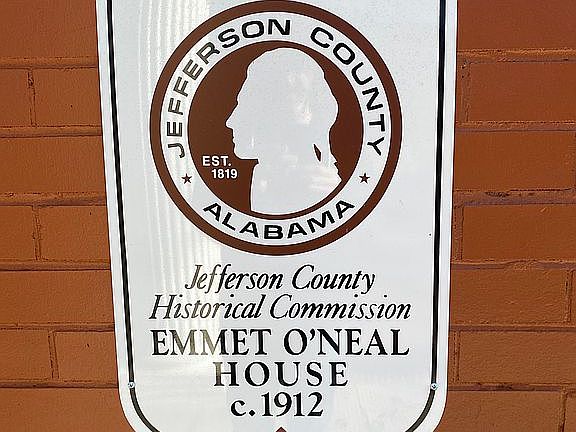 JEFFERSON COUNTY
EST.
1819
ALABAMA
Jefferson County
Historical Commission
EMMET O'NEAL
HOUSE
c.1912